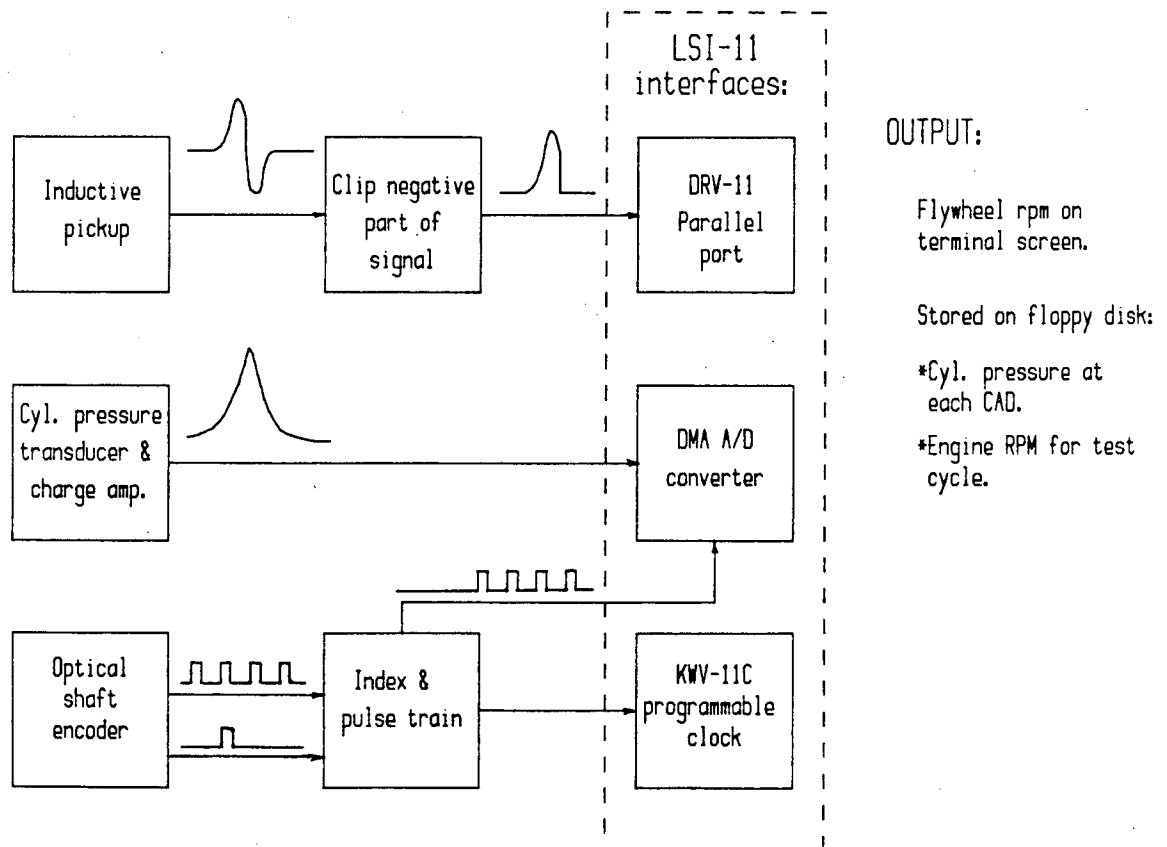 LSI-11
interfaces:
OUTPUT:
Inductive
pickup
Clip negative
part of
signal
DRV-11
Parallel
port
Flywheel rpm on
terminal screen.
Stored on floppy disk:
*Cyl. pressure at
each CAD.
*Engine RPM for test
cycle.
Cyl. pressure
transducer &
charge amp.
DMA A/D
converter
Optical
shaft
encoder
Index &
pulse train
KWV-11C
programmable
clock